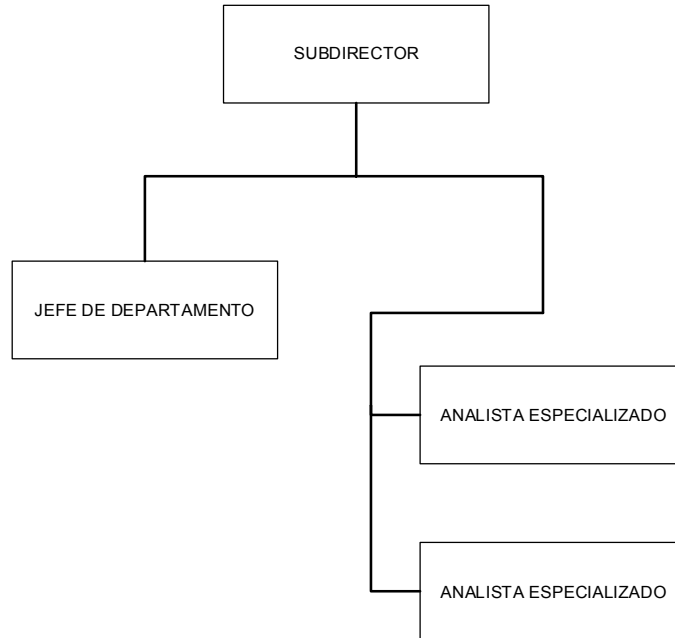 SUBDIRECTOR
JEFE DE DEPARTAMENTO
ANALISTA ESPECIALIZADO
ANALISTA ESPECIALIZADO